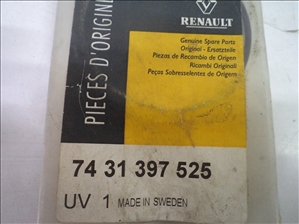 PIECES D'ORIGINE
RENAULT
Genuine Spare Parts
Original - Ersatzteile
Piezas de Recambio de Origen
Ricambi Originali
Peças Sobresselentes de Origem
74 31 397 525
UV 1 MADE IN SWEDEN